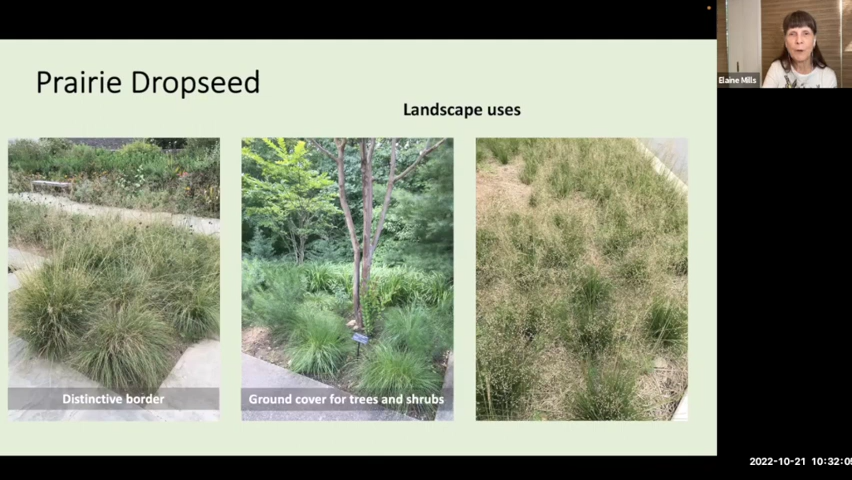 Prairie Dropseed
Landscape uses
Elaine Mills
Distinctive border
Ground cover for trees and shrubs
2022-10-21 10:32:05